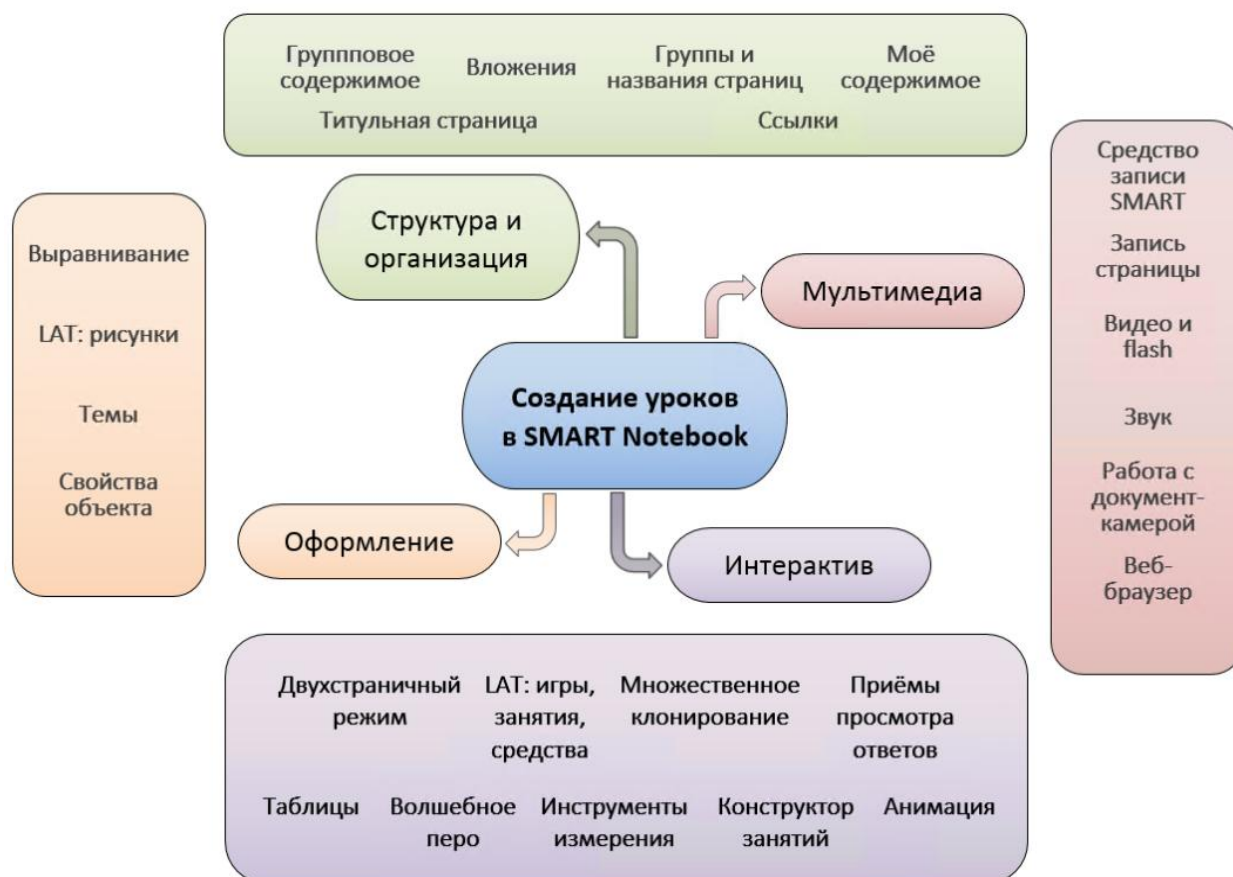 Группповое содержимое
Вложения
Группы и названия страниц
Моё содержимое
Титульная страница
Ссылки
Структура и организация
Мультимедиа
Средство записи SMART
Запись страницы
Видео и flash
Звук
Работа с документ-камерой
Веб-браузер
Выравнивание
LAT: рисунки
Темы
Свойства объекта
Создание уроков в SMART Notebook
Оформление
Интерактив
Двухстраничный режим
LAT: игры, занятия, средства
Множественное клонирование
Приёмы просмотра ответов
Таблицы
Волшебное перо
Инструменты измерения
Конструктор занятий
Анимация